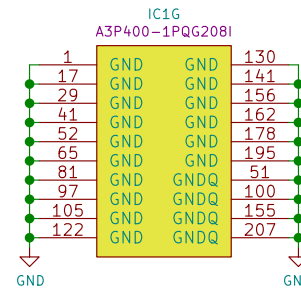 IC1G
A3P400-1PQG208I
1 GND GND 130
17 GND GND 141
29 GND GND 156
41 GND GND 162
52 GND GND 178
65 GND GND 195
81 GND GNDQ 51
97 GND GNDQ 100
105 GND GNDQ 155
122 GND GNDQ 207
GND GN